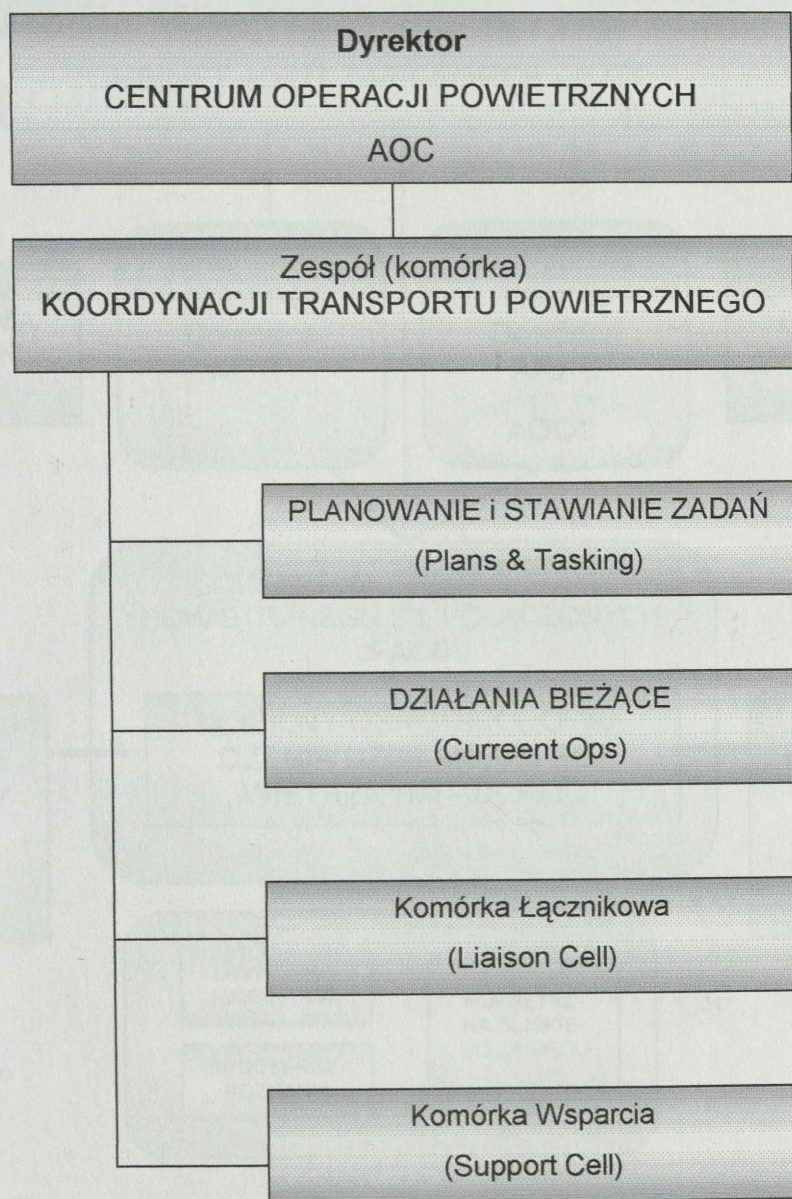 Dyrektor
CENTRUM OPERACJI POWIETRZNYCH
AOC
Zespół (komórka)
KOORDYNACJI TRANSPORTU POWIETRZNEGO
PLANOWANIE i STAWIANIE ZADAŃ
(Plans & Tasking)
DZIAŁANIA BIEŻĄCE
(Curreent Ops)
Komórka Łącznikowa
(Liaison Cell)
Komórka Wsparcia
(Support Cell)